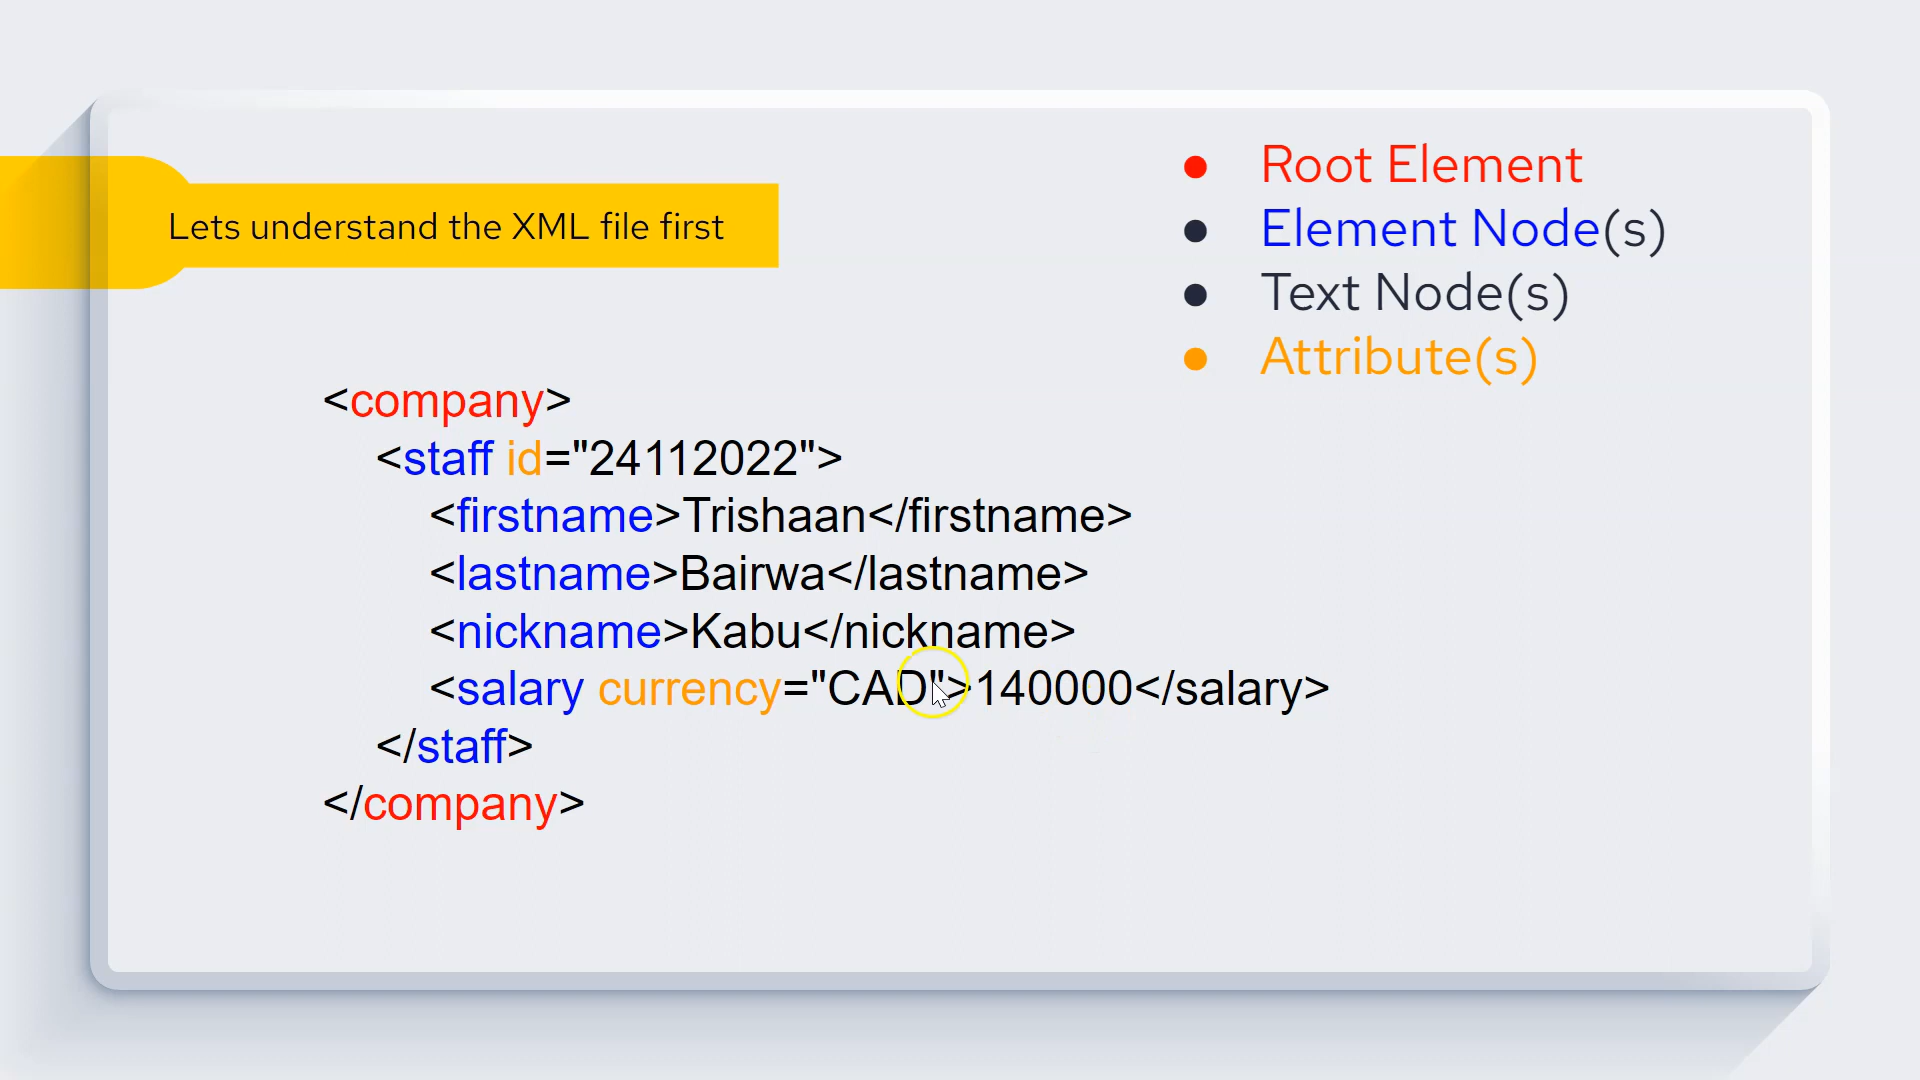 Lets understand the XML file first
● Root Element
● Element Node(s)
● Text Node(s)
● Attribute(s)
<company>
<staff id="24112022">
<firstname>Trishaan</firstname>
<lastname>Bairwa</lastname>
<nickname>Kabu</nickname>
<salary currency="CAD">140000</salary>
</staff>
</company>